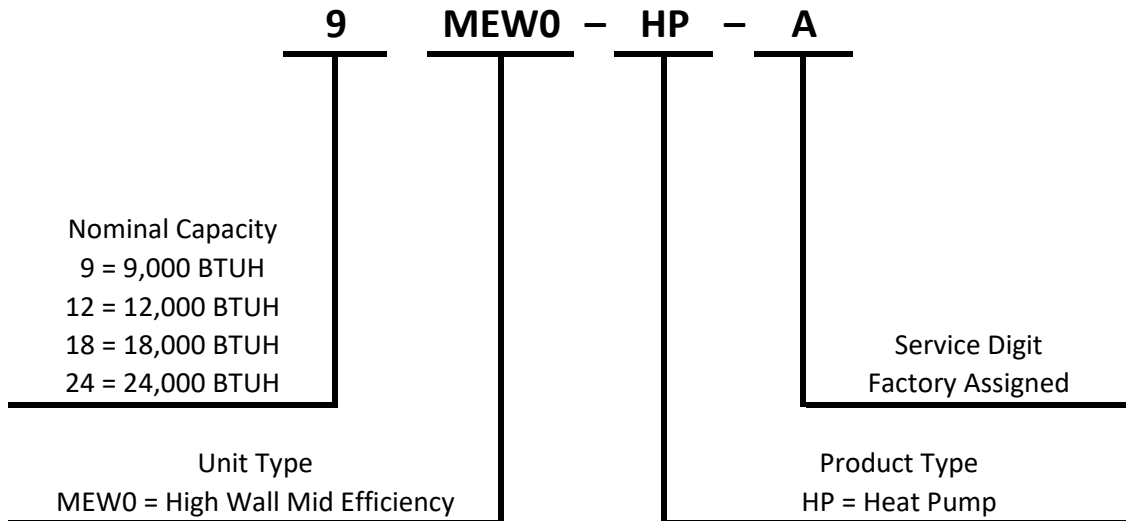 9 MEW0 – HP – A
Nominal Capacity
9 = 9,000 BTUH
12 = 12,000 BTUH
18 = 18,000 BTUH
24 = 24,000 BTUH
Service Digit
Factory Assigned
Unit Type
MEW0 = High Wall Mid Efficiency
Product Type
HP = Heat Pump